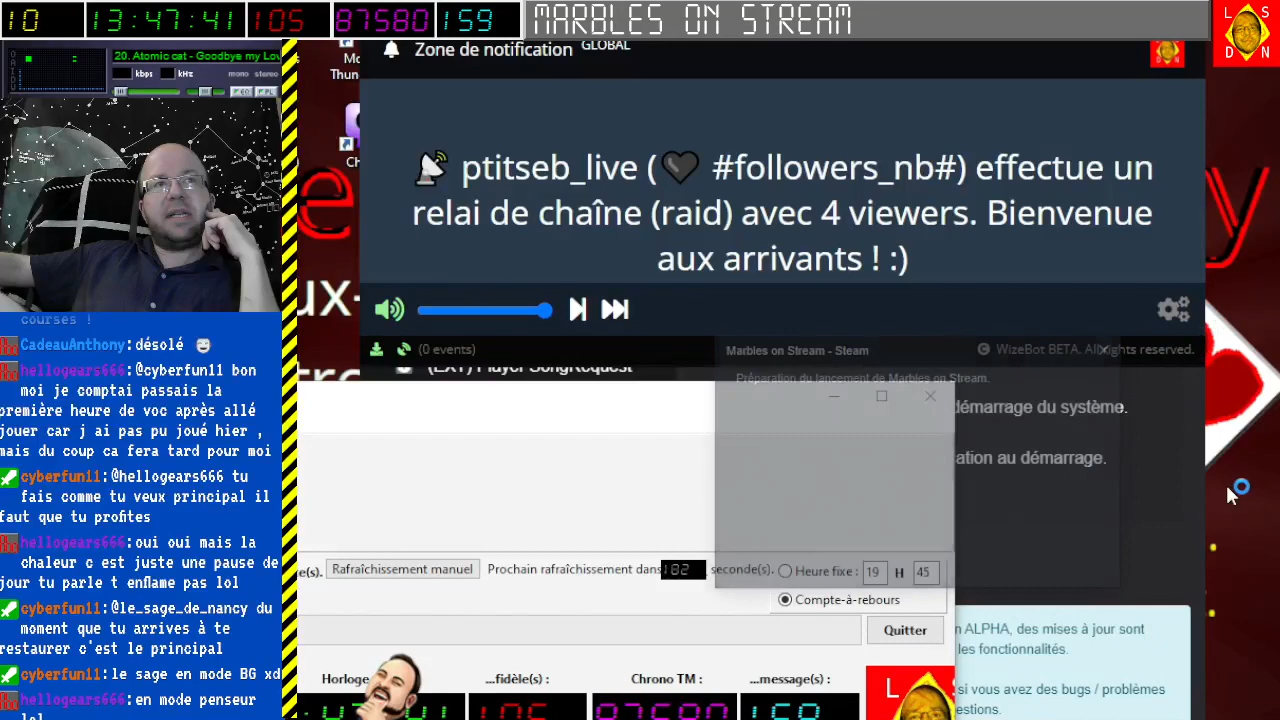 10 13:47:41 105 87580 159 MARBLES ON STREAM
L S
D N
20. Atomic cat - Goodbye my Lov
kbps kHz mono stereo
EQ PL
Zone de notification GLOBAL
ptitseb_live ( #followers_nb#) effectue un
relai de chaîne (raid) avec 4 viewers. Bienvenue
aux arrivants ! :)
(0 events)
Marbles on Stream - Steam
WizeBot BETA. All rights reserved.
(EXT) Player SongRequest
Préparation du lancement de Marbles on Stream.
démarrage du système.
ation au démarrage.
courses !
CadeauAnthony: désolé
hellogears666: @cyberfun11 bon
moi je comptai passais la
première heure de voc après allé
jouer car j ai pas pu joué hier ,
mais du coup ca fera tard pour moi
cyberfun11: @hellogears666 tu
fais comme tu veux principal il
faut que tu profites
hellogears666: oui oui mais la
chaleur c est juste une pause de
jour tu parle t enflame pas lol
cyberfun11: @le_sage_de_nancy du
moment que tu arrives à te
restaurer c'est le principal
cyberfun11: le sage en mode BG xd
hellogears666: en mode penseur
lol
e(s). Rafraîchissement manuel Prochain rafraîchissement dans 82 seconde(s). Heure fixe : 19 H 45
Compte-à-rebours
Quitter
n ALPHA, des mises à jour sont
les fonctionnalités.
si vous avez des bugs / problèmes
estions.
Horloge ...fidèle(s) : Chrono TM : ...message(s) :
L